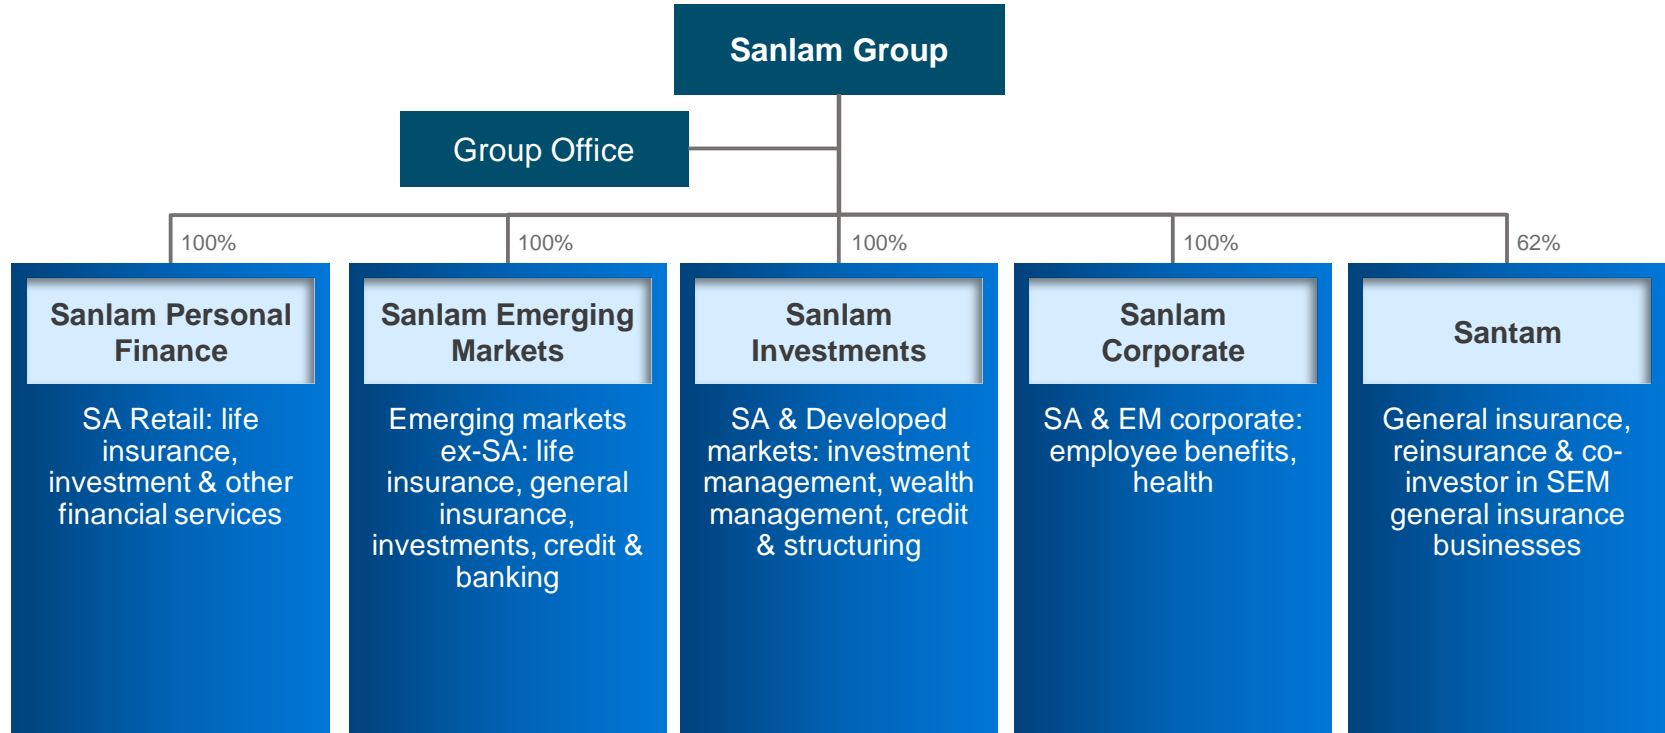 Sanlam Group
Group Office
100%
100%
100%
100%
62%
Sanlam Personal
Finance
SA Retail: life
insurance,
investment & other
financial services
Sanlam Emerging
Markets
Emerging markets
ex-SA: life
insurance, general
insurance,
investments, credit &
banking
Sanlam
Investments
SA & Developed
markets: investment
management, wealth
management, credit
& structuring
Sanlam
Corporate
SA & EM corporate:
employee benefits,
health
Santam
General insurance,
reinsurance & co-
investor in SEM
general insurance
businesses